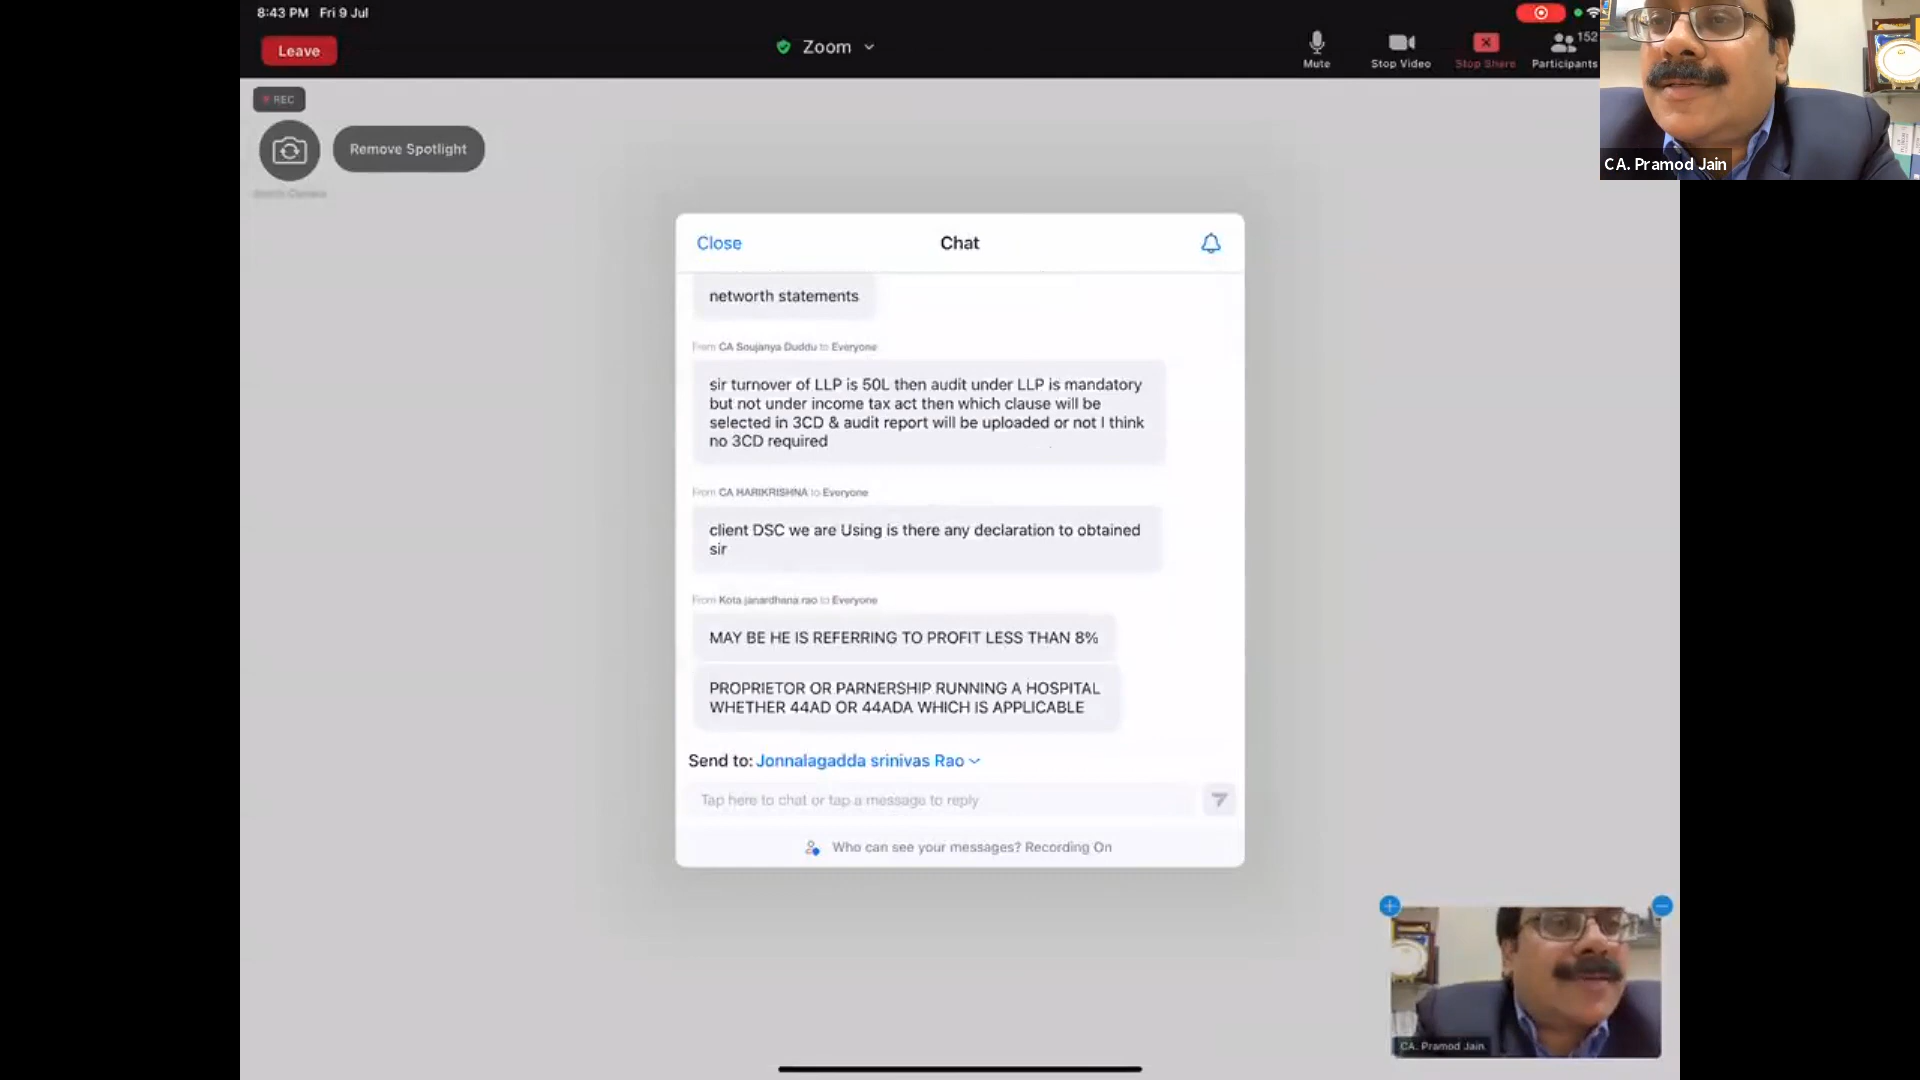 8:43 PM Fri 9 Jul
Leave
Zoom
Mute
Stop Video
Stop Share
152
Participants
REC
Remove Spotlight
CA. Pramod Jain
Close
Chat
networth statements
From CA Soujanya Duddu to Everyone
sir turnover of LLP is 50L then audit under LLP is mandatory
but not under income tax act then which clause will be
selected in 3CD & audit report will be uploaded or not I think
no 3CD required
From CA HARIKRISHNA to Everyone
client DSC we are Using is there any declaration to obtained
sir
From Kota janardhana rao to Everyone
MAY BE HE IS REFERRING TO PROFIT LESS THAN 8%
PROPRIETOR OR PARNERSHIP RUNNING A HOSPITAL
WHETHER 44AD OR 44ADA WHICH IS APPLICABLE
Send to: Jonnalagadda srinivas Rao
Tap here to chat or tap a message to reply
Who can see your messages? Recording On
CA. Pramod Jain